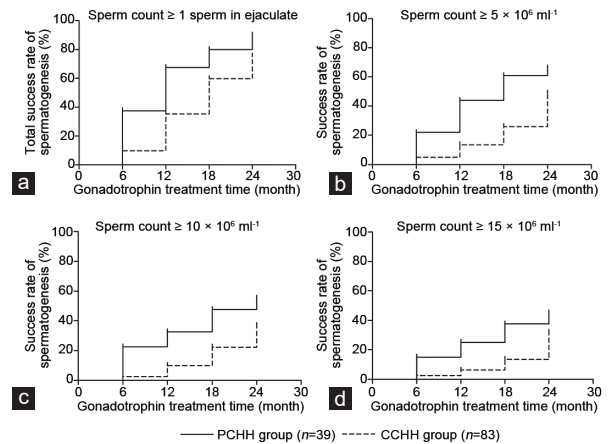 Sperm count ≥ 1 sperm in ejaculate
Total success rate of
spermatogenesis (%)
100
80
60
40
20
0
0 6 12 18 24 30
Gonadotrophin treatment time (month)
a
Sperm count ≥ 5 × 10⁶ ml⁻¹
Success rate of
spermatogenesis (%)
100
80
60
40
20
0
0 6 12 18 24 30
Gonadotrophin treatment time (month)
b
Sperm count ≥ 10 × 10⁶ ml⁻¹
Success rate of
spermatogenesis (%)
100
80
60
40
20
0
0 6 12 18 24 30
Gonadotrophin treatment time (month)
c
Sperm count ≥ 15 × 10⁶ ml⁻¹
Success rate of
spermatogenesis (%)
100
80
60
40
20
0
0 6 12 18 24 30
Gonadotrophin treatment time (month)
d
PCHH group (n=39) CCHH group (n=83)